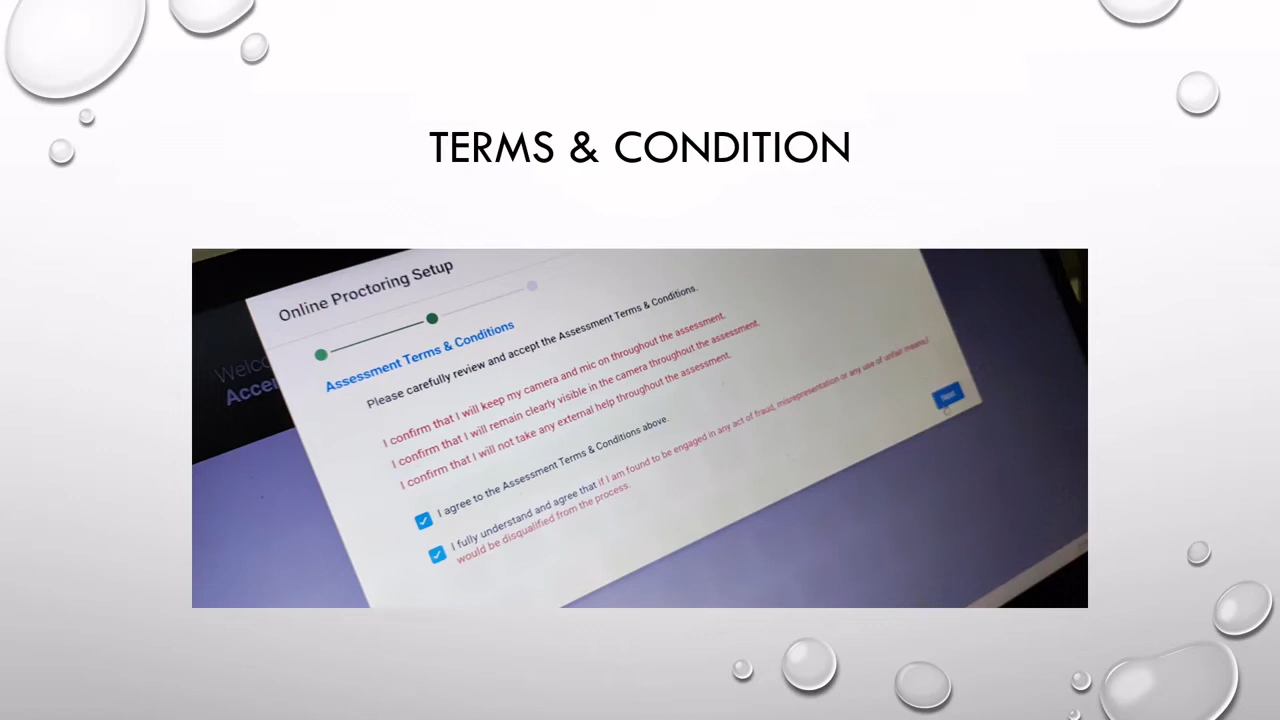 TERMS & CONDITION
Online Proctoring Setup
Assessment Terms & Conditions
Please carefully review and accept the Assessment Terms & Conditions.
I confirm that I will keep my camera and mic on throughout the assessment.
I confirm that I will remain clearly visible in the camera throughout the assessment.
I confirm that I will not take any external help throughout the assessment.
I agree to the Assessment Terms & Conditions above.
I fully understand and agree that if I am found to be engaged in any act of fraud, misrepresentation or any use of unfair means,
would be disqualified from the process.
Next